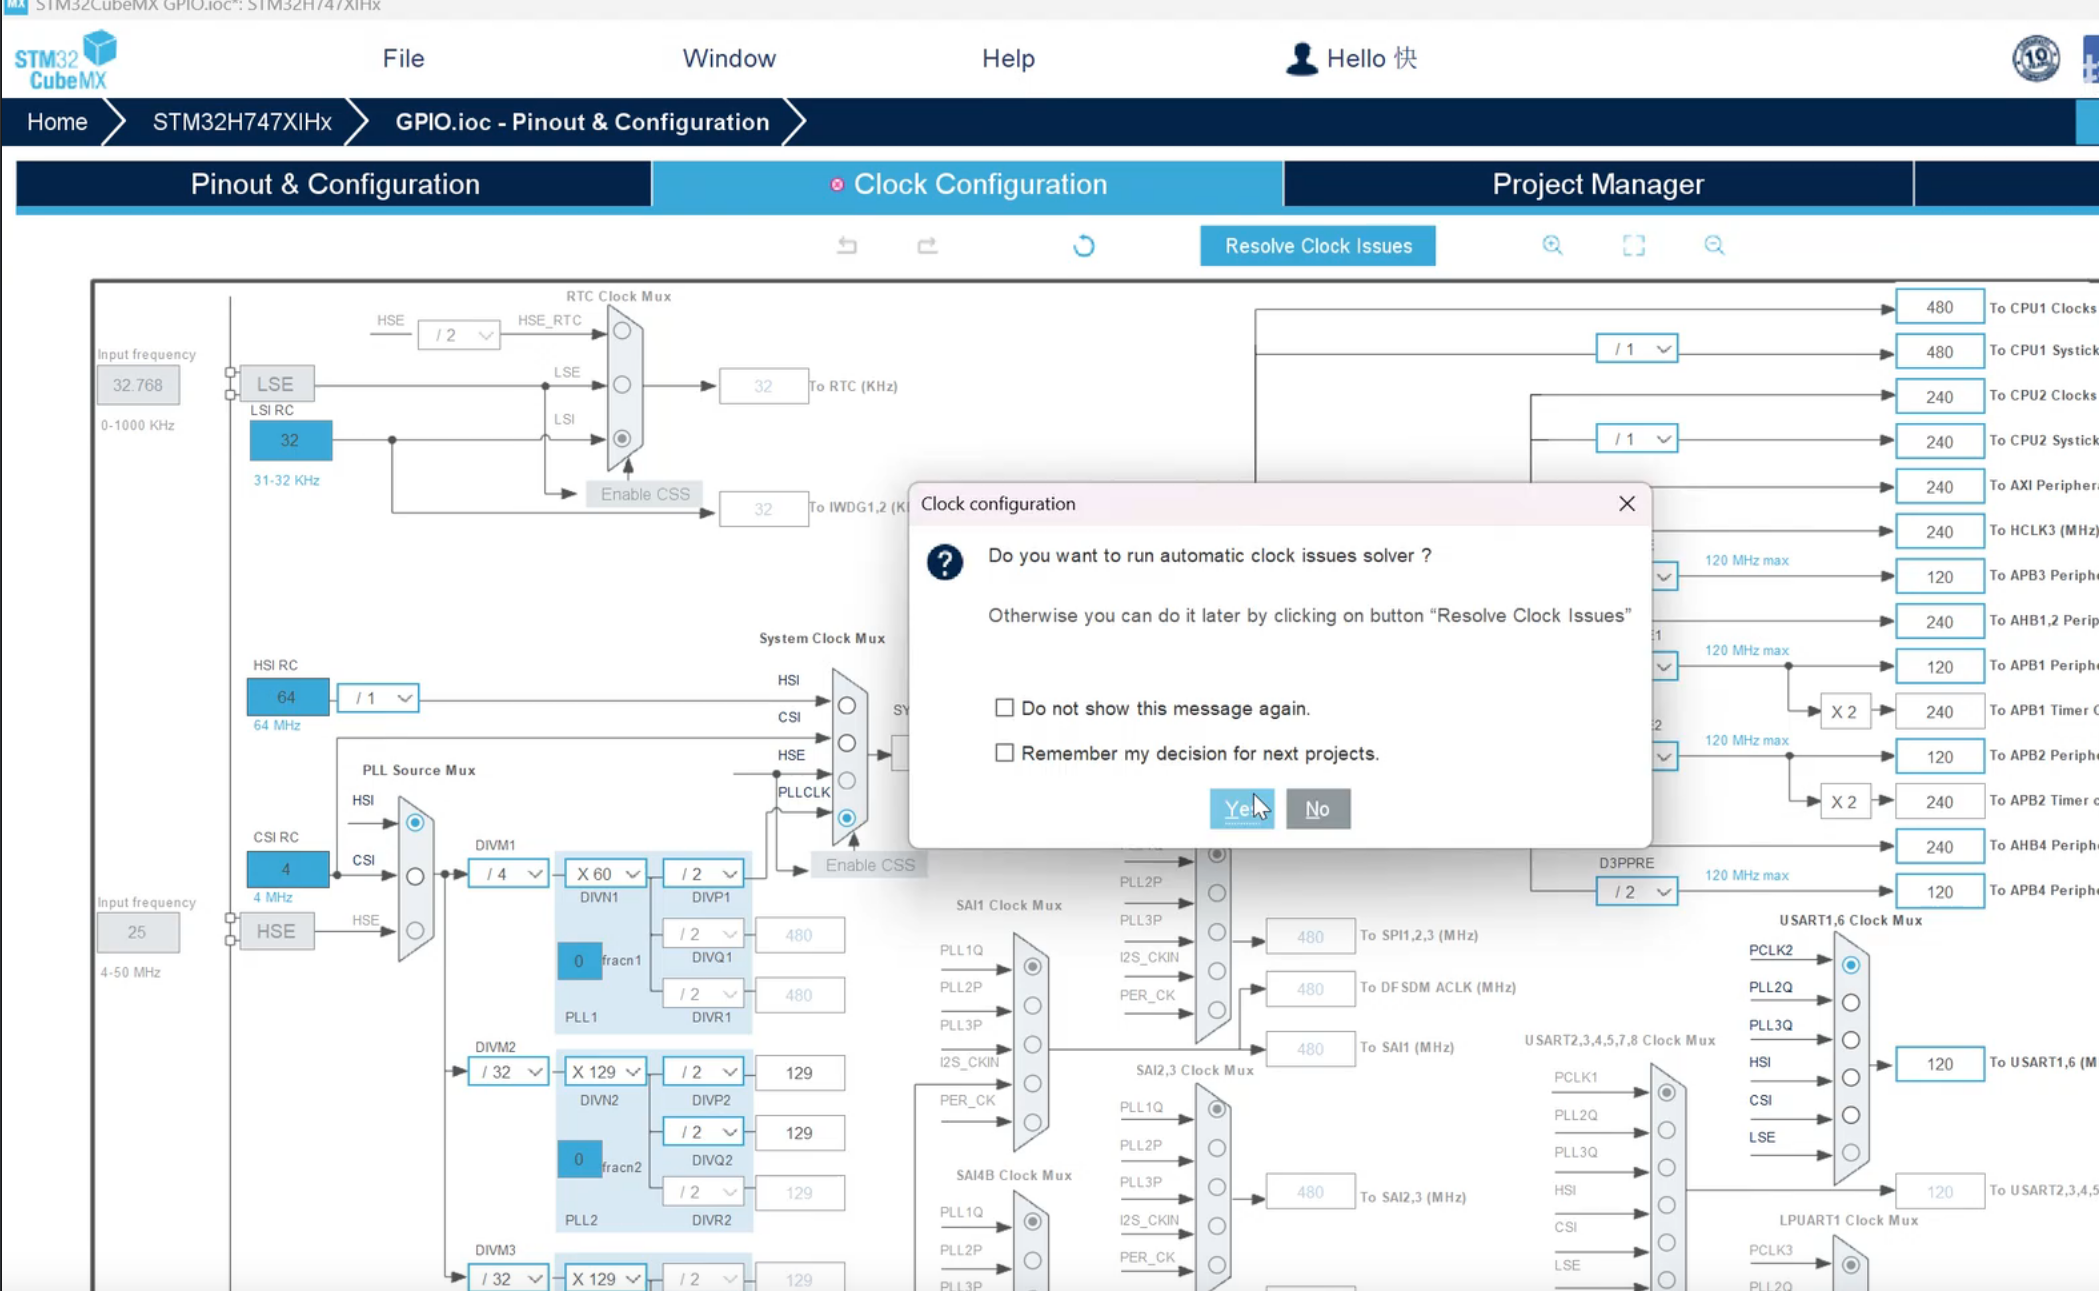 MX STM32CubeMX GPIO.ioc*: STM32H747XIHx
STM32
CubeMX
File
Window
Help
Hello 快
10
Home
STM32H747XIHx
GPIO.ioc - Pinout & Configuration
Pinout & Configuration
Clock Configuration
Project Manager
Resolve Clock Issues
RTC Clock Mux
HSE
/ 2
HSE_RTC
Input frequency
32.768
0-1000 KHz
LSE
LSE
LSI RC
32
31-32 KHz
LSI
32
To RTC (KHz)
Enable CSS
32
To IWDG1,2 (K
480
To CPU1 Clocks
/ 1
480
To CPU1 Systick
240
To CPU2 Clocks
/ 1
240
To CPU2 Systick
240
To AXI Periphera
240
To HCLK3 (MHz)
120 MHz max
120
To APB3 Periphe
240
To AHB1,2 Perip
120 MHz max
120
To APB1 Periphe
X 2
240
To APB1 Timer C
120 MHz max
120
To APB2 Periphe
X 2
240
To APB2 Timer c
240
To AHB4 Periphe
D3PPRE
/ 2
120 MHz max
120
To APB4 Periphe
Clock configuration
Do you want to run automatic clock issues solver ?
Otherwise you can do it later by clicking on button “Resolve Clock Issues”
Do not show this message again.
Remember my decision for next projects.
Yes
No
System Clock Mux
HSI RC
64
64 MHz
/ 1
HSI
CSI
HSE
PLLCLK
SY
Enable CSS
PLL Source Mux
HSI
CSI RC
4
4 MHz
CSI
Input frequency
25
4-50 MHz
HSE
HSE
DIVM1
/ 4
X 60
DIVN1
/ 2
DIVP1
/ 2
480
DIVQ1
0
fracn1
/ 2
480
DIVR1
PLL1
DIVM2
/ 32
X 129
DIVN2
/ 2
129
DIVP2
/ 2
129
DIVQ2
0
fracn2
/ 2
129
DIVR2
PLL2
DIVM3
/ 32
X 129
/ 2
129
SAI1 Clock Mux
PLL1Q
PLL2P
PLL3P
I2S_CKIN
PER_CK
SAI4B Clock Mux
PLL1Q
PLL2P
PLL3P
PLL2P
PLL3P
I2S_CKIN
PER_CK
480
To SPI1,2,3 (MHz)
480
To DFSDM ACLK (MHz)
480
To SAI1 (MHz)
SAI2,3 Clock Mux
PLL1Q
PLL2P
PLL3P
I2S_CKIN
PER_CK
480
To SAI2,3 (MHz)
USART1,6 Clock Mux
PCLK2
PLL2Q
PLL3Q
HSI
CSI
LSE
120
To USART1,6 (M
USART2,3,4,5,7,8 Clock Mux
PCLK1
PLL2Q
PLL3Q
HSI
CSI
LSE
120
To USART2,3,4,5
LPUART1 Clock Mux
PCLK3
PLL2Q